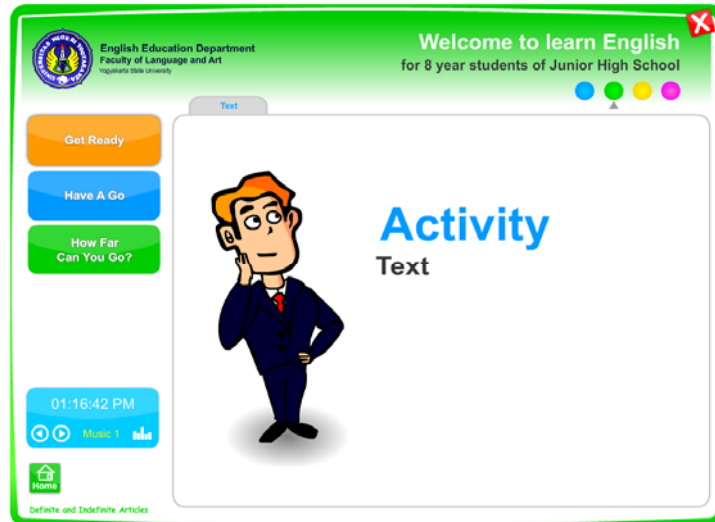 English Education Department
Faculty of Language and Art
Yogyakarta State University
Welcome to learn English
for 8 year students of Junior High School
Text
Get Ready
Have A Go
How Far
Can You Go?
Activity
Text
01:16:42 PM
Music 1
Home
Definite and Indefinite Articles